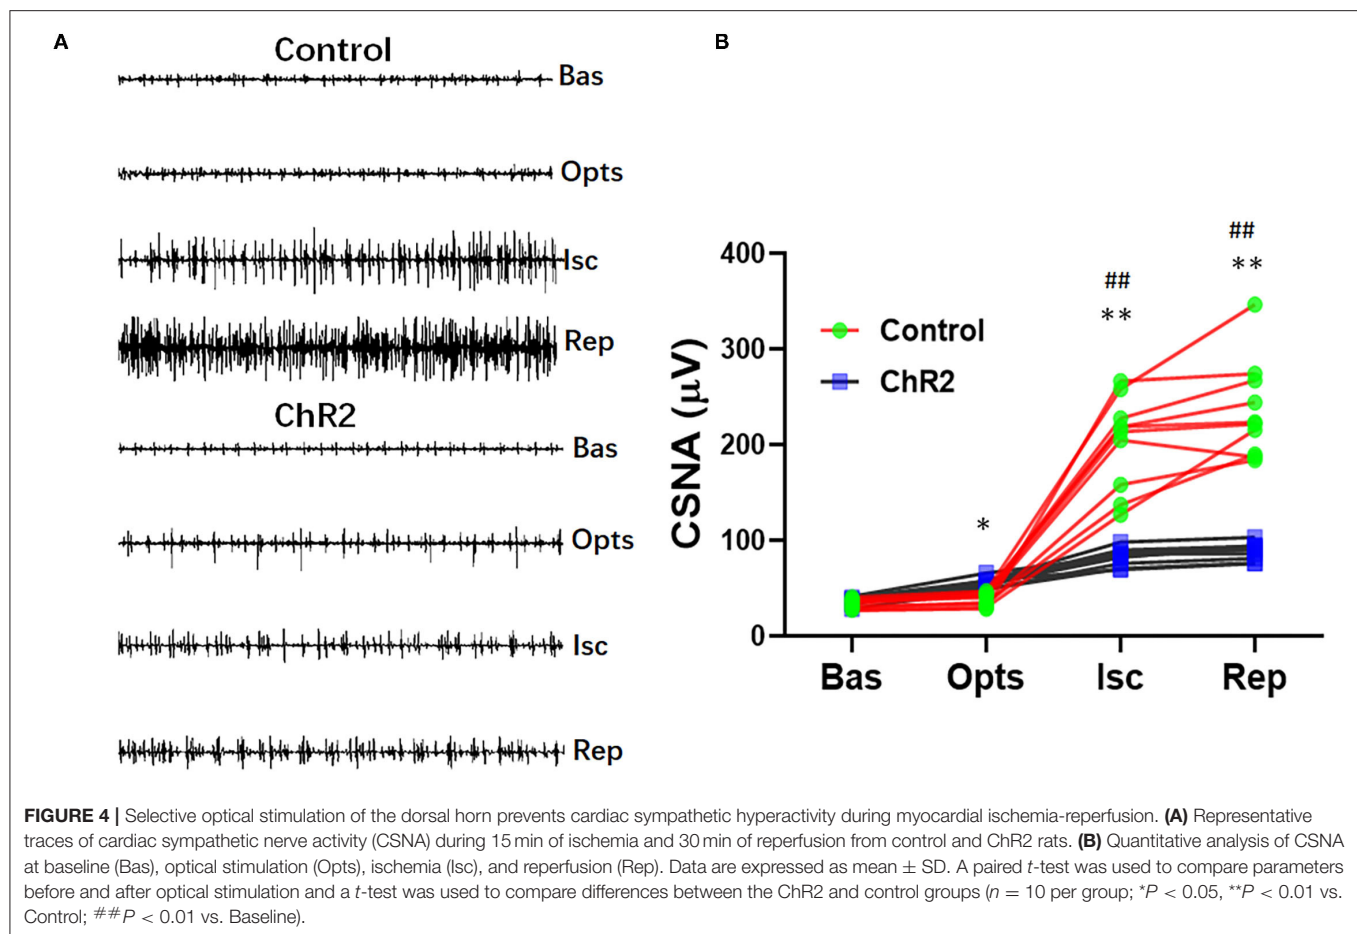 A
Control
Bas
Opts
Isc
Rep
ChR2
Bas
Opts
Isc
Rep
B
CSNA (μV)
400
300
200
100
0
Control
ChR2
*
##
**
##
**
Bas Opts Isc Rep
FIGURE 4 | Selective optical stimulation of the dorsal horn prevents cardiac sympathetic hyperactivity during myocardial ischemia-reperfusion. (A) Representative
traces of cardiac sympathetic nerve activity (CSNA) during 15 min of ischemia and 30 min of reperfusion from control and ChR2 rats. (B) Quantitative analysis of CSNA
at baseline (Bas), optical stimulation (Opts), ischemia (Isc), and reperfusion (Rep). Data are expressed as mean ± SD. A paired t-test was used to compare parameters
before and after optical stimulation and a t-test was used to compare differences between the ChR2 and control groups (n = 10 per group; *P < 0.05, **P < 0.01 vs.
Control; ##P < 0.01 vs. Baseline).